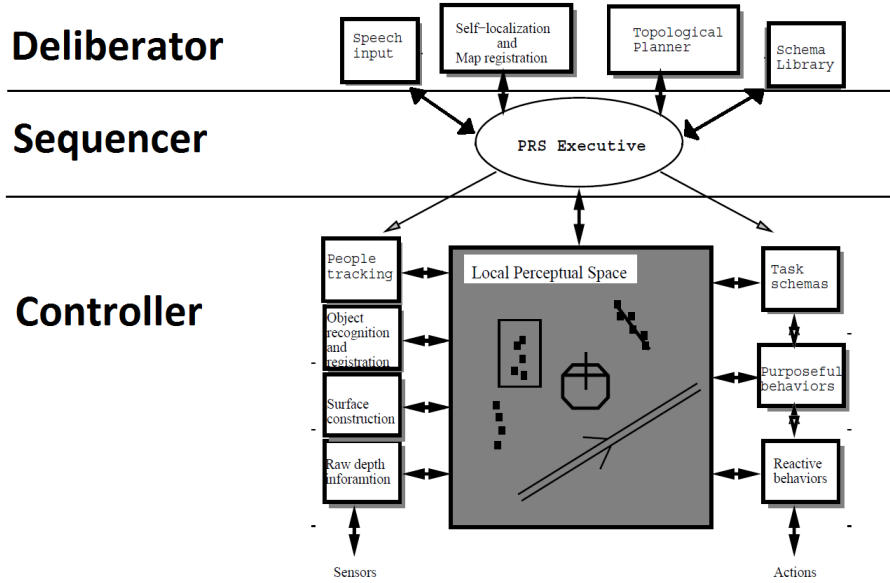 Deliberator
Speech
input
Self-localization
and
Map registration
Topological
Planner
Schema
Library
Sequencer
PRS Executive
Controller
People
tracking
Object
recognition
and
registration
Surface
construction
Raw depth
inforamtion
Local Perceptual Space
Task
schemas
Purposeful
behaviors
Reactive
behaviors
Sensors
Actions